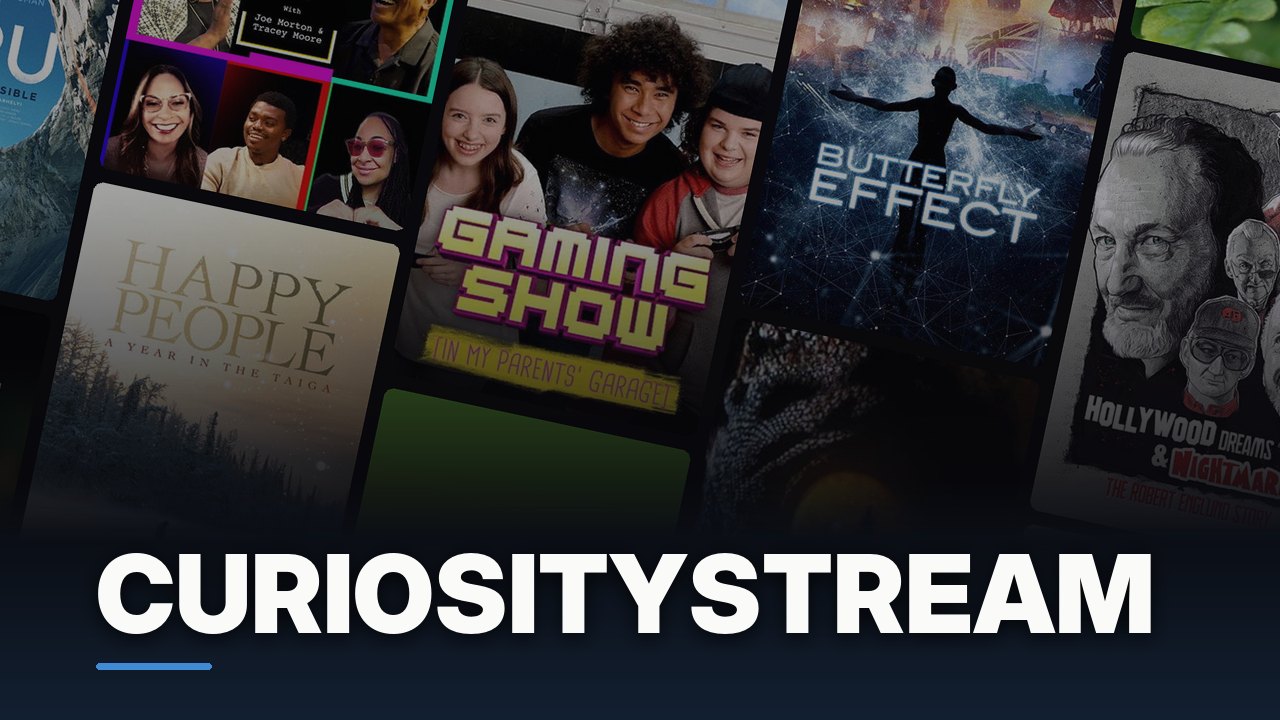 With
Joe Morton &
Tracey Moore
HAPPY
PEOPLE
A YEAR IN THE TAIGA
GAMING
SHOW
(IN MY PARENTS' GARAGE)
BUTTERFLY
EFFECT
HOLLYWOOD DREAMS
& NIGHTMAR
THE ROBERT ENGLUND STORY
CURIOSITYSTREAM